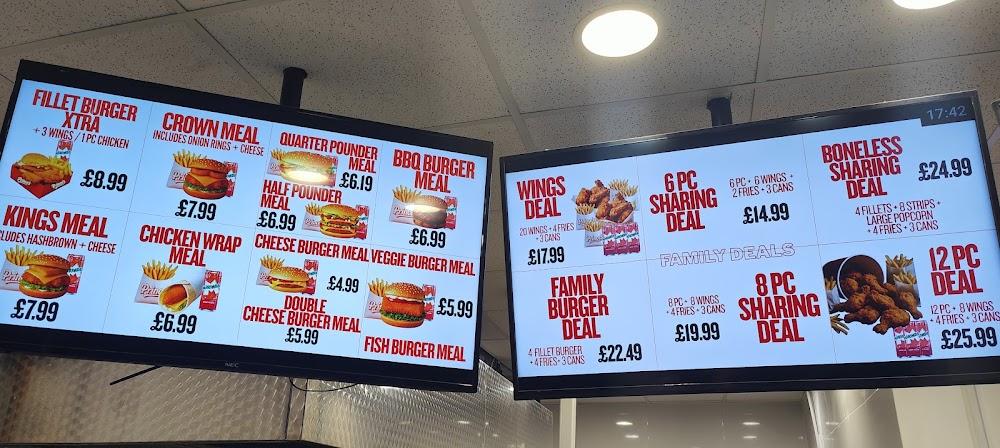 FILLET BURGER
XTRA
+ 3 WINGS / 1 PC CHICKEN
£8.99
CROWN MEAL
INCLUDES ONION RINGS + CHEESE
£7.99
QUARTER POUNDER
MEAL
£6.19
HALF POUNDER
MEAL
£6.99
BBQ BURGER
MEAL
£6.99
KINGS MEAL
CLUDES HASHBROWN + CHEESE
£7.99
CHICKEN WRAP
MEAL
£6.99
CHEESE BURGER MEAL
£4.99
DOUBLE
CHEESE BURGER MEAL
£5.99
VEGGIE BURGER MEAL
£5.99
FISH BURGER MEAL
NEC
17:42
WINGS
DEAL
20 WINGS + 4 FRIES
+ 3 CANS
£17.99
6 PC
SHARING
DEAL
6 PC + 6 WINGS +
2 FRIES + 3 CANS
£14.99
BONELESS
SHARING
DEAL
£24.99
4 FILLETS + 8 STRIPS +
LARGE POPCORN
+ 4 FRIES + 3 CANS
FAMILY DEALS
FAMILY
BURGER
DEAL
4 FILLET BURGER
+ 4 FRIES + 3 CANS
£22.49
8 PC + 8 WINGS
+ 4 FRIES + 3 CANS
£19.99
8 PC
SHARING
DEAL
12 PC
DEAL
12 PC + 8 WINGS
+ 4 FRIES + 3 CANS
£25.99